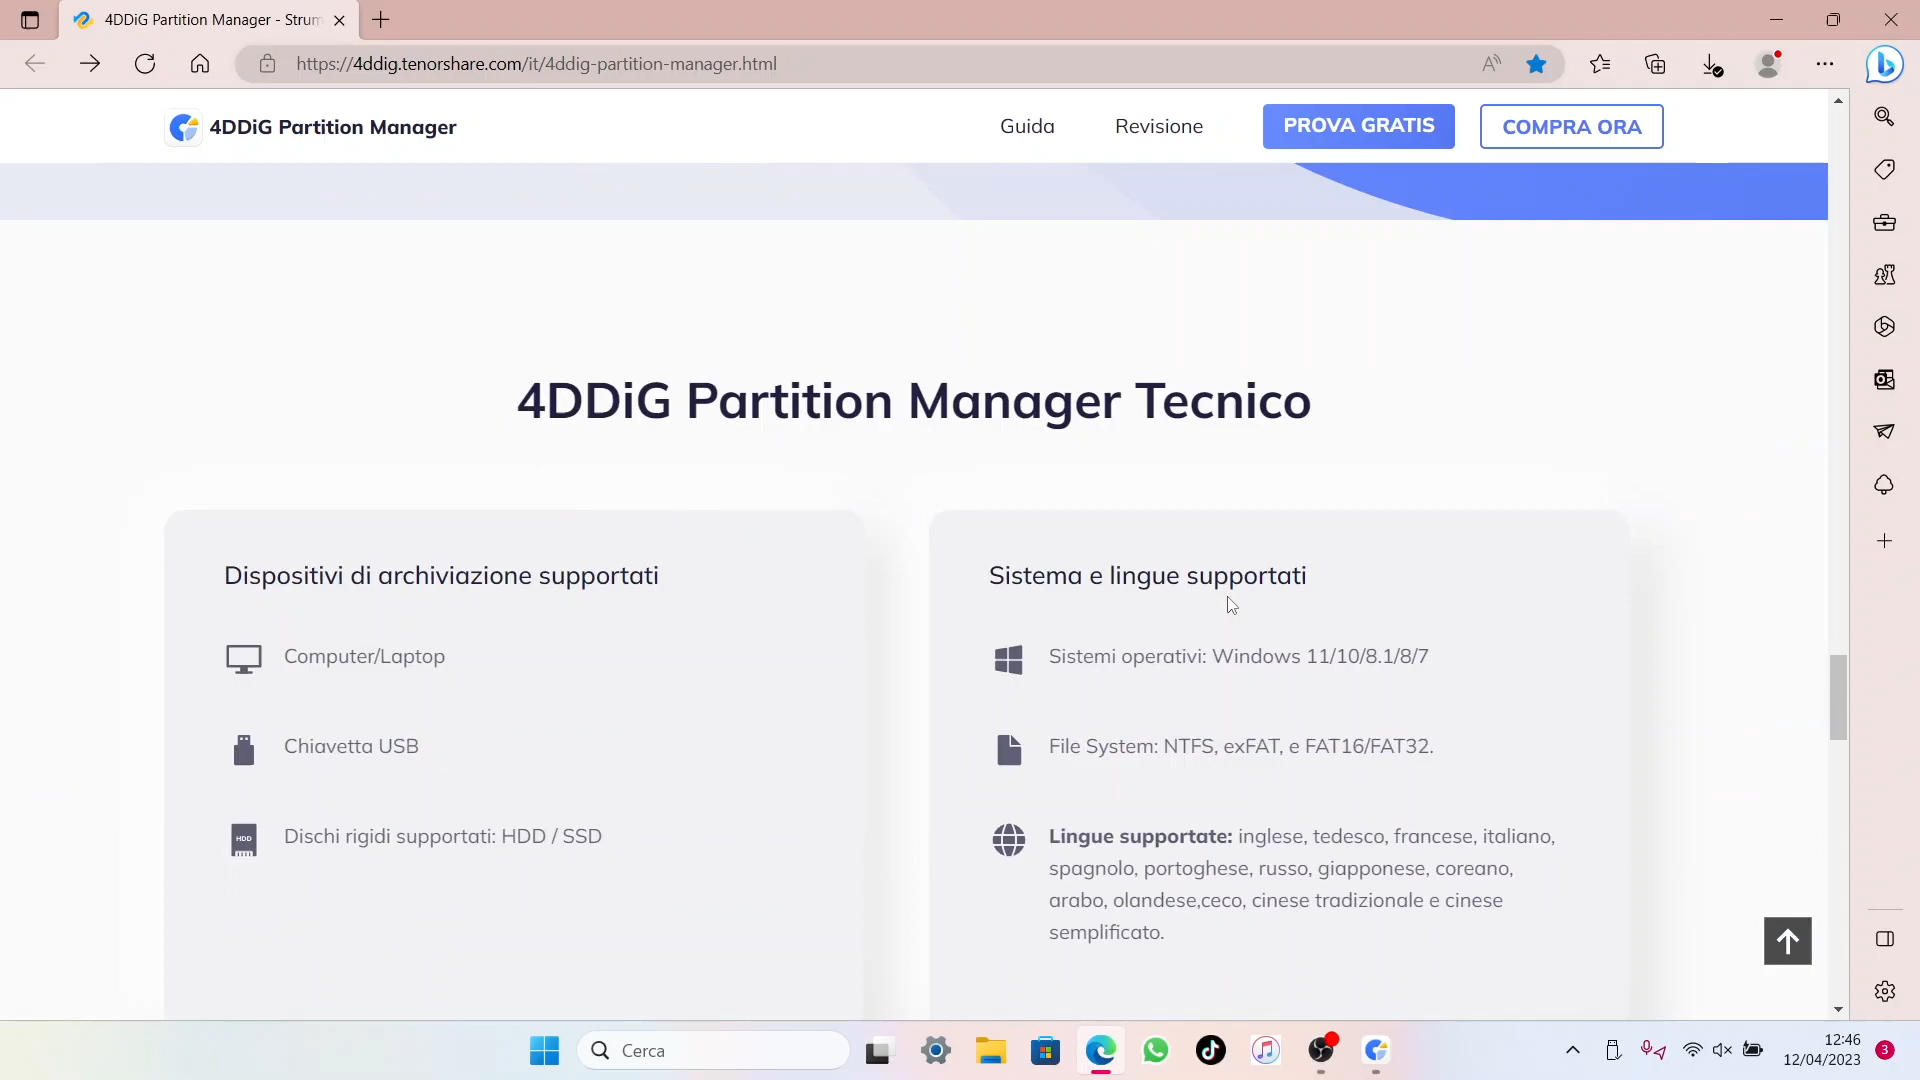 4DDiG Partition Manager - Strum
https://4ddig.tenorshare.com/it/4ddig-partition-manager.html
4DDiG Partition Manager
Guida
Revisione
PROVA GRATIS
COMPRA ORA
4DDiG Partition Manager Tecnico
Dispositivi di archiviazione supportati
Computer/Laptop
Chiavetta USB
HDD
Dischi rigidi supportati: HDD / SSD
Sistema e lingue supportati
Sistemi operativi: Windows 11/10/8.1/8/7
File System: NTFS, exFAT, e FAT16/FAT32.
Lingue supportate: inglese, tedesco, francese, italiano,
spagnolo, portoghese, russo, giapponese, coreano,
arabo, olandese,ceco, cinese tradizionale e cinese
semplificato.
Cerca
12:46
12/04/2023
3